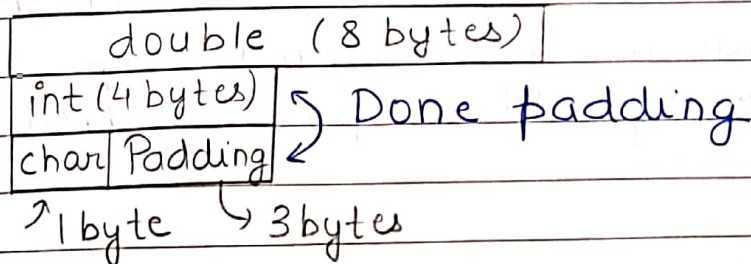 double (8 bytes)
int (4 bytes) Done padding
char Padding
1 byte 3 bytes